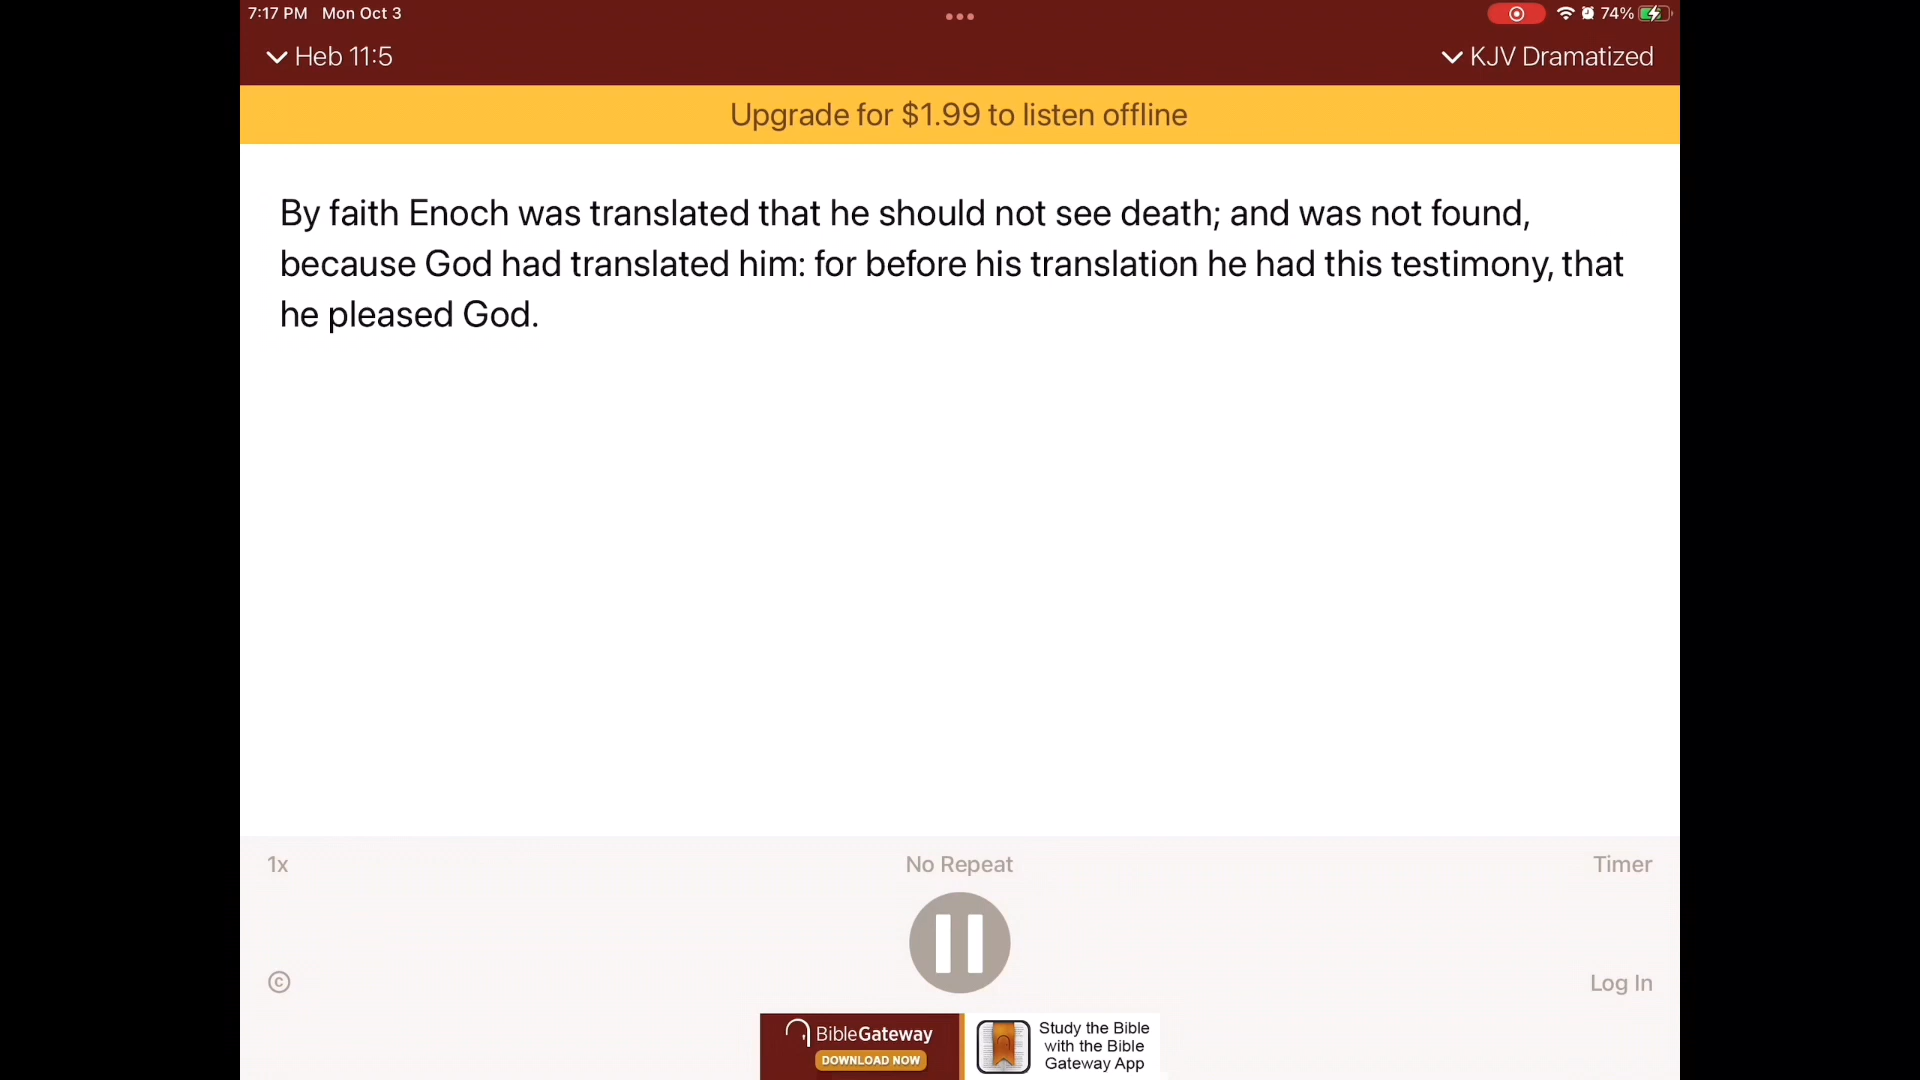 7:17 PM Mon Oct 3
74%
Heb 11:5
KJV Dramatized
Upgrade for $1.99 to listen offline
By faith Enoch was translated that he should not see death; and was not found,
because God had translated him: for before his translation he had this testimony, that
he pleased God.
1x
No Repeat
Timer
©
Log In
BibleGateway
DOWNLOAD NOW
Study the Bible
with the Bible
Gateway App